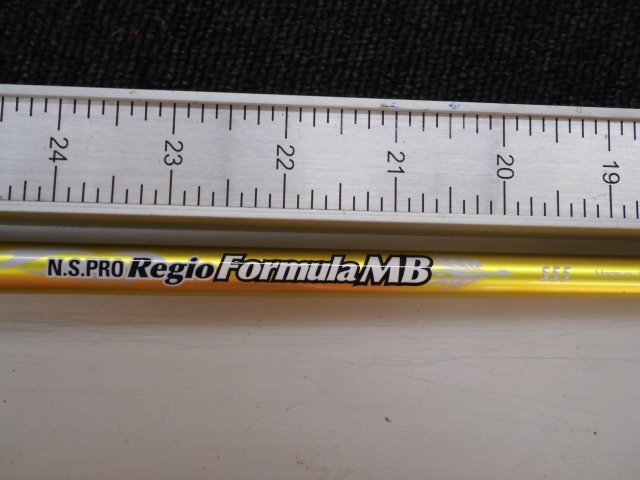 24 23 22 21 20 19
N.S.PRO Regio Formula MB 555